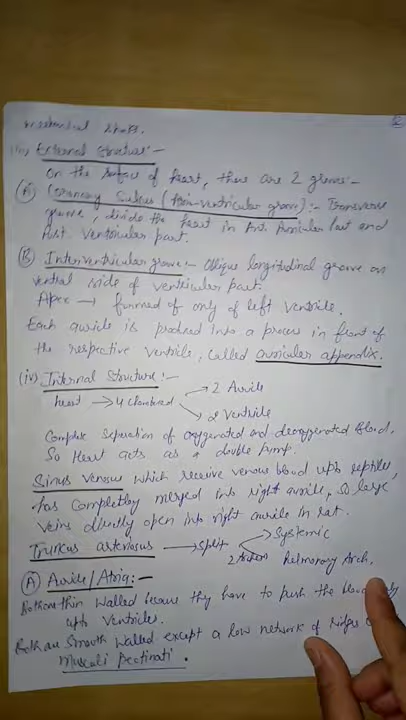 (iii) External Structure :-
On the surface of heart, there are 2 grooves :-
(A) Coronary Sulcus (Atrio-ventricular groove) :- Transverse
groove, divide the heart in Ant. Auricular Part and
Post. Ventricular part.
(B) Interventricular groove :- Oblique longitudinal groove on
ventral side of ventricular part.
Apex → formed of only of left ventricle.
Each auricle is produced into a process in front of
the respective ventricle, called auricular appendix.
(iv) Internal Structure :-
heart → 4 chambered → 2 Auricle
→ 2 Ventricle
Complete Separation of oxygenated and deoxygenated Blood,
So Heart acts as a double Pump.
Sinus venosus which receive venous blood upto reptiles,
has completley merged into right auricle, So large
Veins directly open into right auricle in rat.
Truncus arteriosus → Split → Systemic
Pulmonary Arch.
(A) Auricle/Atria :-
Both are thin walled because they have to push the blood
upto Ventricles.
Both are Smooth Walled except a low network of ridges
Musculi Pectinati.